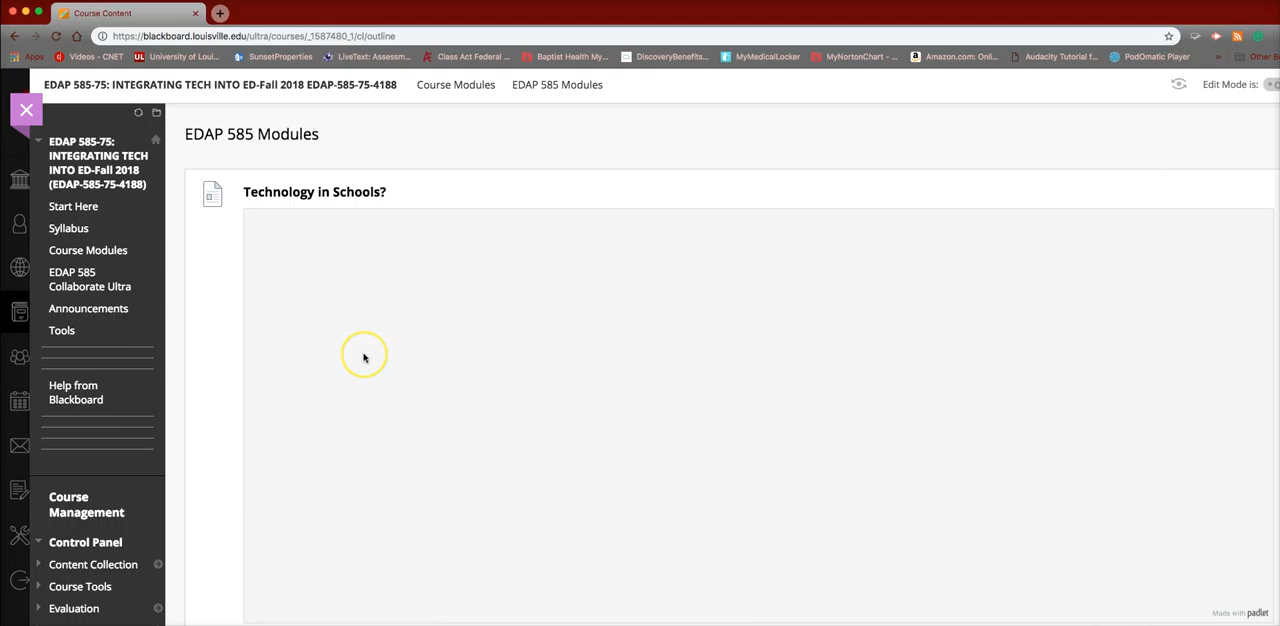 Course Content
https://blackboard.louisville.edu/ultra/courses/_1587480_1/cl/outline
Apps Videos - CNET University of Loui... SunsetProperties LiveText: Assessm... Class Act Federal ... Baptist Health My... DiscoveryBenefits... MyMedicalLocker MyNortonChart - ... Amazon.com: Onli... Audacity Tutorial f... PodOmatic Player » Other B
EDAP 585-75: INTEGRATING TECH INTO ED-Fall 2018 EDAP-585-75-4188 Course Modules EDAP 585 Modules Edit Mode is:
EDAP 585-75:
INTEGRATING TECH
INTO ED-Fall 2018
(EDAP-585-75-4188)
Start Here
Syllabus
Course Modules
EDAP 585
Collaborate Ultra
Announcements
Tools
Help from
Blackboard
Course
Management
Control Panel
Content Collection
Course Tools
Evaluation
EDAP 585 Modules
Technology in Schools?
Made with padlet